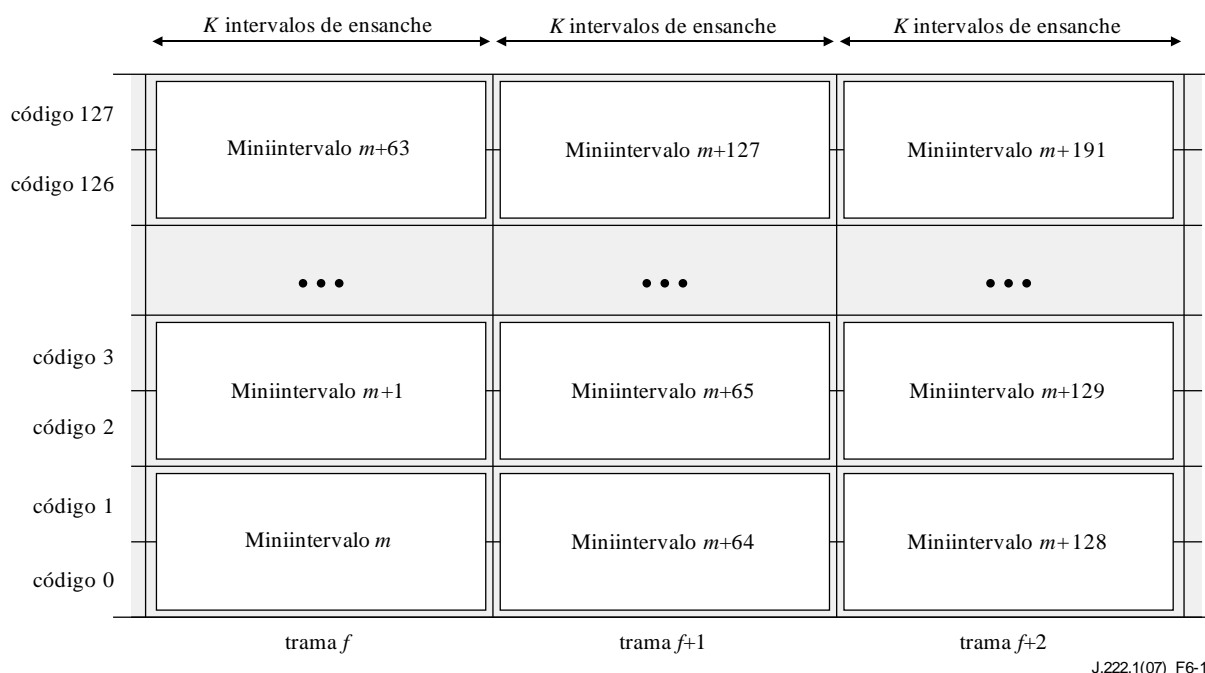 K intervalos de ensanche K intervalos de ensanche K intervalos de ensanche
código 127
Miniintervalo m+63 Miniintervalo m+127 Miniintervalo m+191
código 126
••• ••• •••
código 3
Miniintervalo m+1 Miniintervalo m+65 Miniintervalo m+129
código 2
código 1
Miniintervalo m Miniintervalo m+64 Miniintervalo m+128
código 0
trama f trama f+1 trama f+2
J.222.1(07)_F6-1